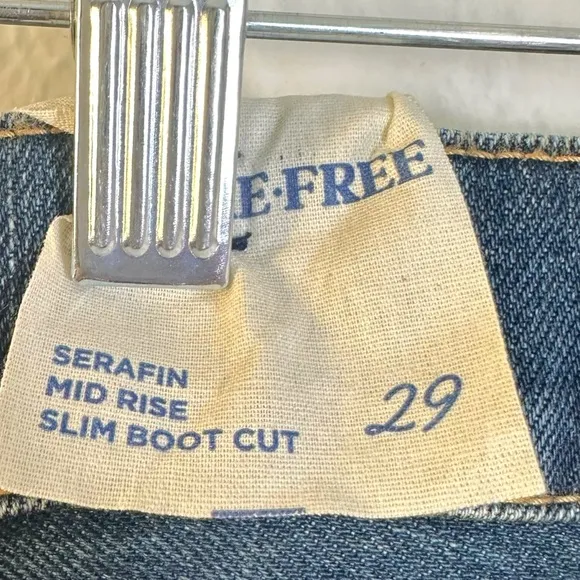 E·FREE
SERAFIN
MID RISE
SLIM BOOT CUT
29